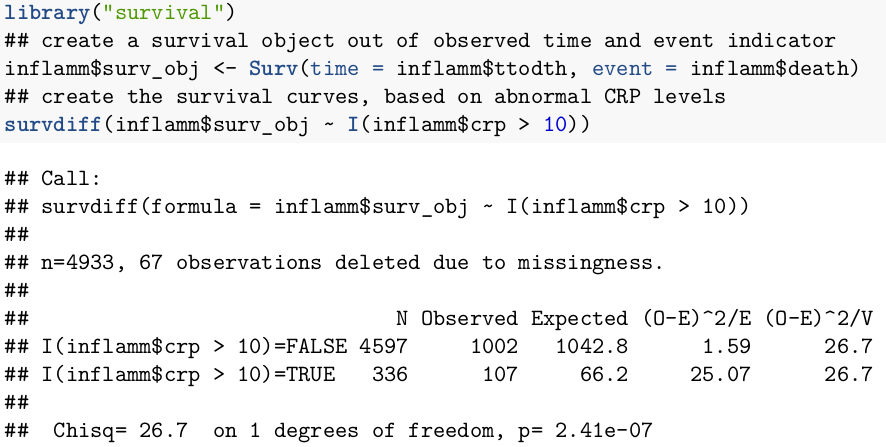 library("survival")
## create a survival object out of observed time and event indicator
inflamm$surv_obj <- Surv(time = inflamm$ttodth, event = inflamm$death)
## create the survival curves, based on abnormal CRP levels
survdiff(inflamm$surv_obj ~ I(inflamm$crp > 10))
## Call:
## survdiff(formula = inflamm$surv_obj ~ I(inflamm$crp > 10))
##
## n=4933, 67 observations deleted due to missingness.
##
##                              N Observed Expected (O-E)^2/E (O-E)^2/V
## I(inflamm$crp > 10)=FALSE 4597     1002   1042.8      1.59      26.7
## I(inflamm$crp > 10)=TRUE   336      107     66.2     25.07      26.7
##
##  Chisq= 26.7  on 1 degrees of freedom, p= 2.41e-07